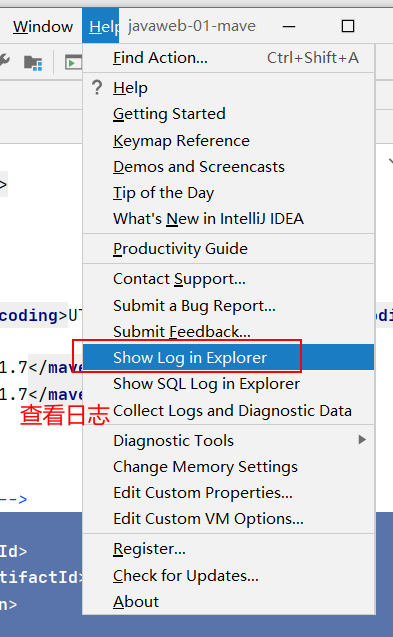 Window Help javaweb-01-mave
Find Action... Ctrl+Shift+A
? Help
Getting Started
Keymap Reference
>
Demos and Screencasts
Tip of the Day
What's New in IntelliJ IDEA
Productivity Guide
Contact Support...
Submit a Bug Report...
coding>U
Submit Feedback...
1.7</mave
Show Log in Explorer
Show SQL Log in Explorer
1.7</mave
查看日志
Collect Logs and Diagnostic Data
Diagnostic Tools
Change Memory Settings
-->
Edit Custom Properties...
Edit Custom VM Options...
Id>
Register...
tifactId>
Check for Updates...
n>
About